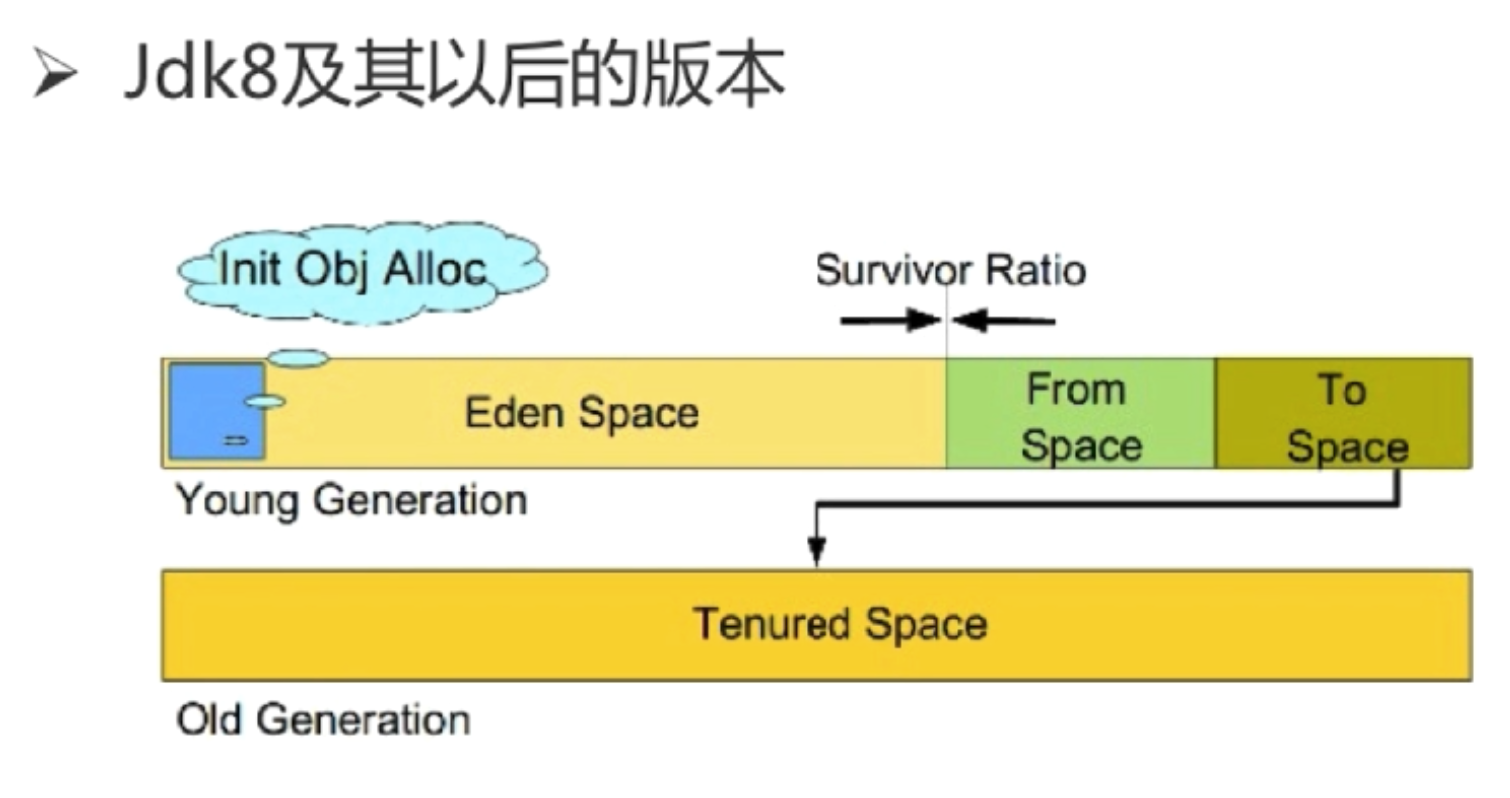 Jdk8及其以后的版本
Init Obj Alloc
Survivor Ratio
Eden Space
From
Space
To
Space
Young Generation
Tenured Space
Old Generation